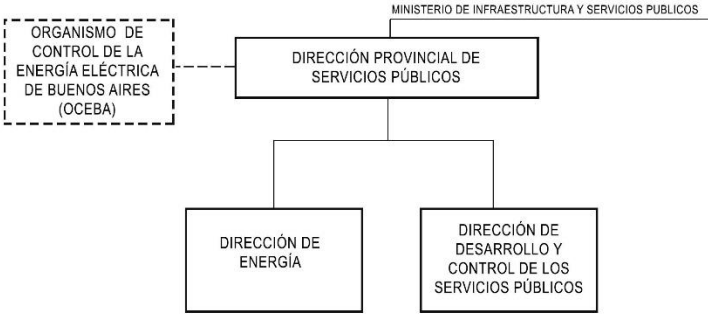 MINISTERIO DE INFRAESTRUCTURA Y SERVICIOS PUBLICOS
ORGANISMO DE
CONTROL DE LA
ENERGÍA ELÉCTRICA
DE BUENOS AIRES
(OCEBA)
DIRECCIÓN PROVINCIAL DE
SERVICIOS PÚBLICOS
DIRECCIÓN DE
ENERGÍA
DIRECCIÓN DE
DESARROLLO Y
CONTROL DE LOS
SERVICIOS PÚBLICOS